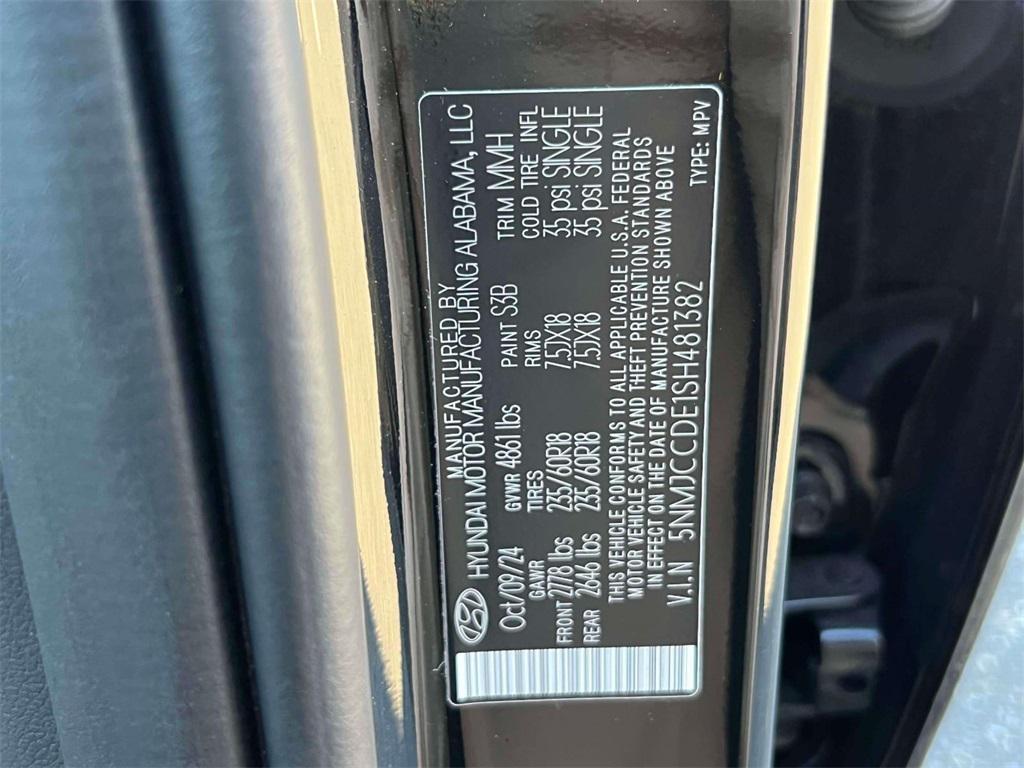 MANUFACTURED BY
HYUNDAI MOTOR MANUFACTURING ALABAMA, LLC
Oct/09/24 GVWR 4861 lbs PAINT S3B TRIM MMH
GAWR TIRES RIMS COLD TIRE INFL
FRONT 2778 lbs 235/60R18 7.5JX18 35 psi SINGLE
REAR 2646 lbs 235/60R18 7.5JX18 35 psi SINGLE
THIS VEHICLE CONFORMS TO ALL APPLICABLE U.S.A. FEDERAL
MOTOR VEHICLE SAFETY AND THEFT PREVENTION STANDARDS
IN EFFECT ON THE DATE OF MANUFACTURE SHOWN ABOVE
V.I.N 5NMJCCDE1SH481382 TYPE: MPV